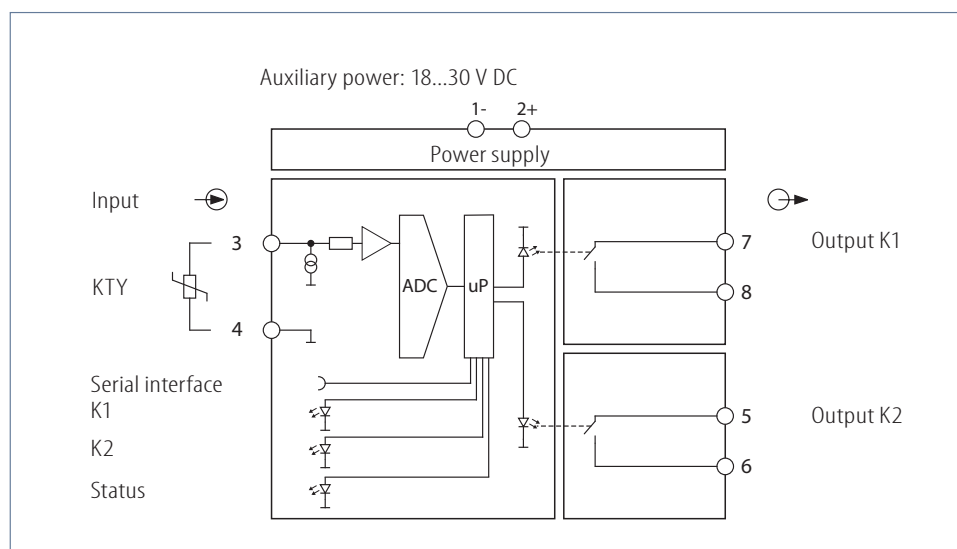 Auxiliary power: 18...30 V DC
1- 2+
Power supply
Input
3
7 Output K1
KTY
ADC
uP
8
4
Serial interface
K1
5 Output K2
K2
6
Status